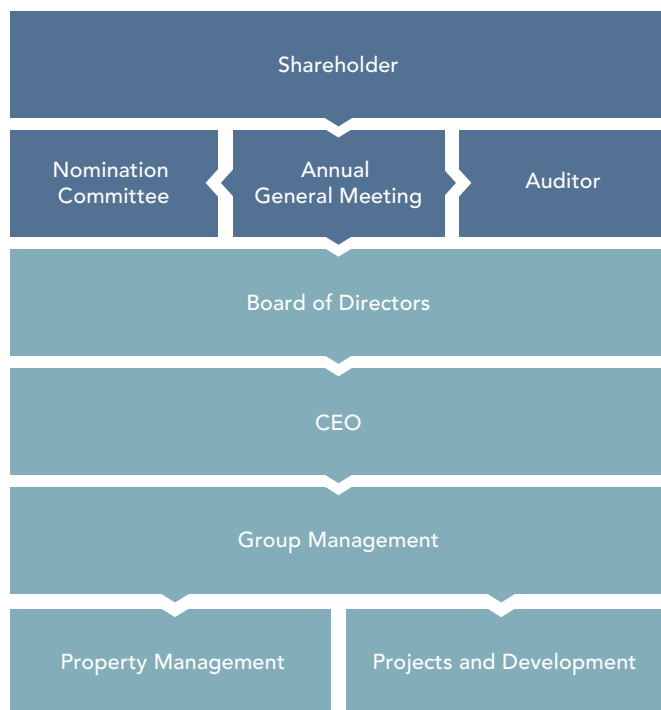 Shareholder
Nomination
Committee
Annual
General Meeting
Auditor
Board of Directors
CEO
Group Management
Property Management
Projects and Development